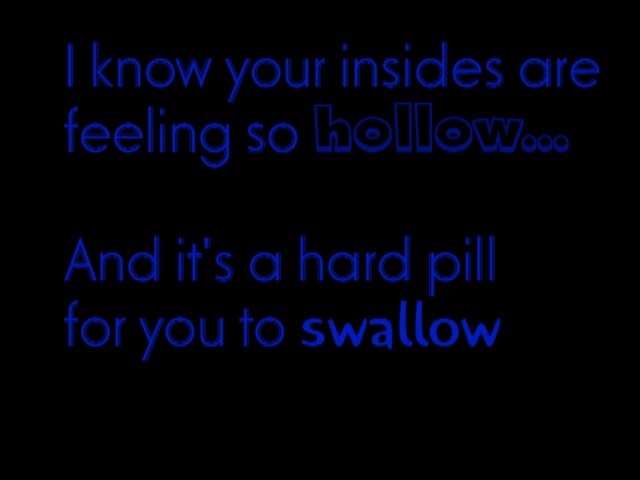 I know your insides are
feeling so hollow...
And it's a hard pill
for you to swallow